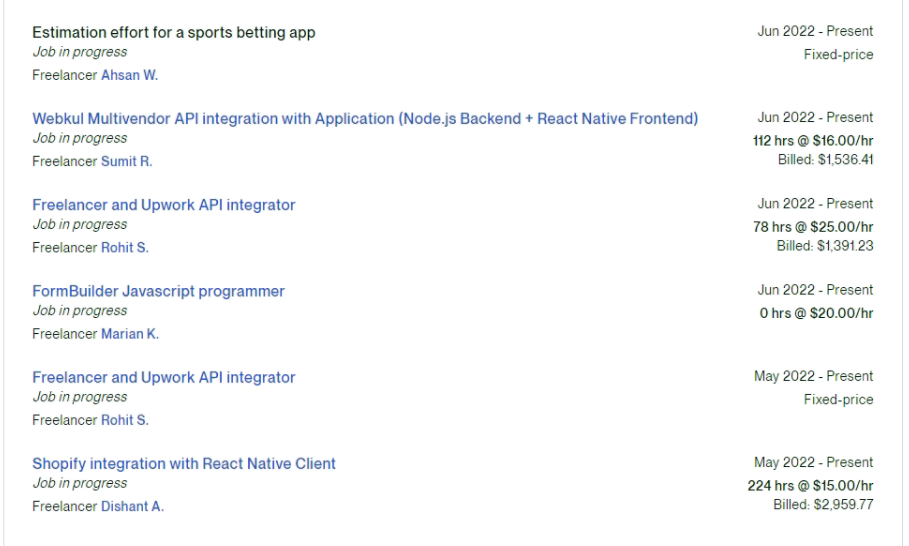 Estimation effort for a sports betting app
Jun 2022 - Present
Job in progress
Fixed-price
Freelancer Ahsan W.
Webkul Multivendor API integration with Application (Node.js Backend + React Native Frontend)
Jun 2022 - Present
Job in progress
112 hrs @ $16.00/hr
Freelancer Sumit R.
Billed: $1,536.41
Freelancer and Upwork API integrator
Jun 2022 - Present
Job in progress
78 hrs @ $25.00/hr
Freelancer Rohit S.
Billed: $1,391.23
FormBuilder Javascript programmer
Jun 2022 - Present
Job in progress
0 hrs @ $20.00/hr
Freelancer Marian K.
Freelancer and Upwork API integrator
May 2022 - Present
Job in progress
Fixed-price
Freelancer Rohit S.
Shopify integration with React Native Client
May 2022 - Present
Job in progress
224 hrs @ $15.00/hr
Freelancer Dishant A.
Billed: $2,959.77